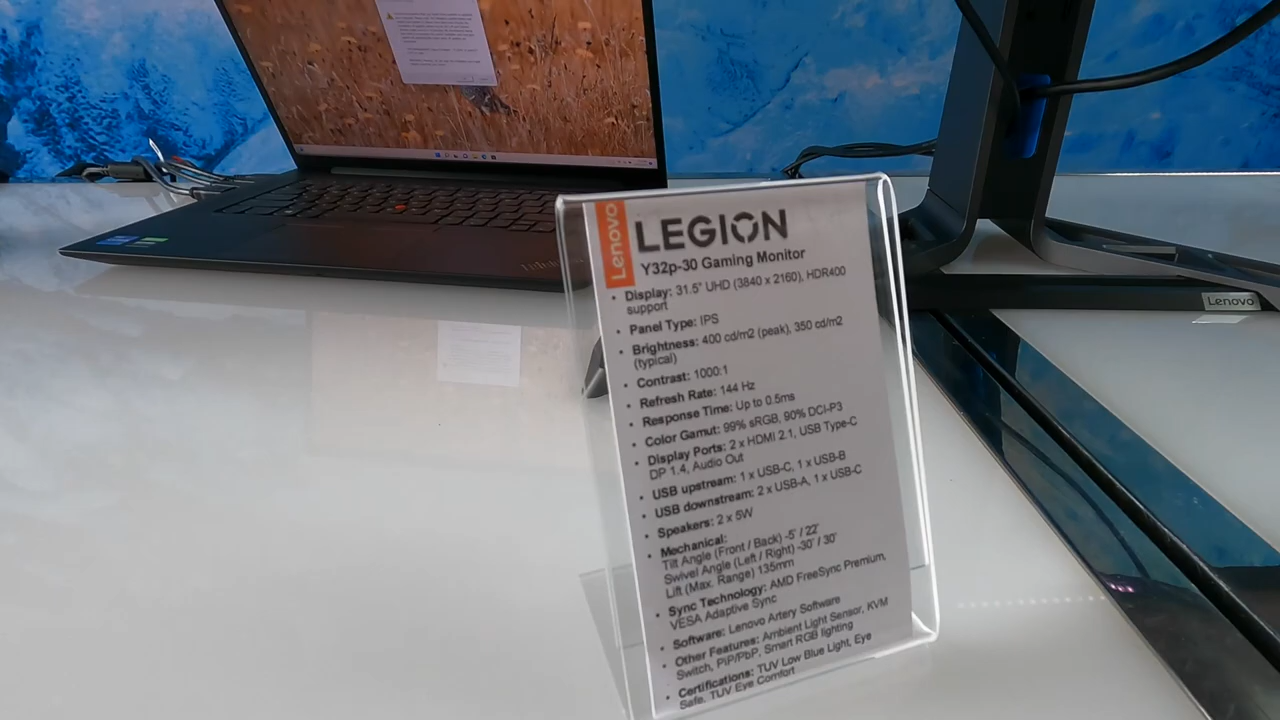 Lenovo
LEGION
Y32p-30 Gaming Monitor
• Display: 31.5" UHD (3840 x 2160), HDR400
support
• Panel Type: IPS
• Brightness: 400 cd/m2 (peak), 350 cd/m2
(typical)
• Contrast: 1000:1
• Refresh Rate: 144 Hz
• Response Time: Up to 0.5ms
• Color Gamut: 99% sRGB, 90% DCI-P3
• Display Ports: 2 x HDMI 2.1, USB Type-C
DP 1.4, Audio Out
• USB upstream: 1 x USB-C, 1 x USB-B
• USB downstream: 2 x USB-A, 1 x USB-C
• Speakers: 2 x 5W
• Mechanical:
Tilt Angle (Front / Back) -5° / 22°
Swivel Angle (Left / Right) -30° / 30°
Lift (Max. Range) 135mm
• Sync Technology: AMD FreeSync Premium,
VESA Adaptive Sync
• Software: Lenovo Artery Software
• Other Features: Ambient Light Sensor, KVM
Switch, PiP/PbP, Smart RGB lighting
• Certifications: TUV Low Blue Light, Eye
Safe, TUV Eye Comfort
Lenovo